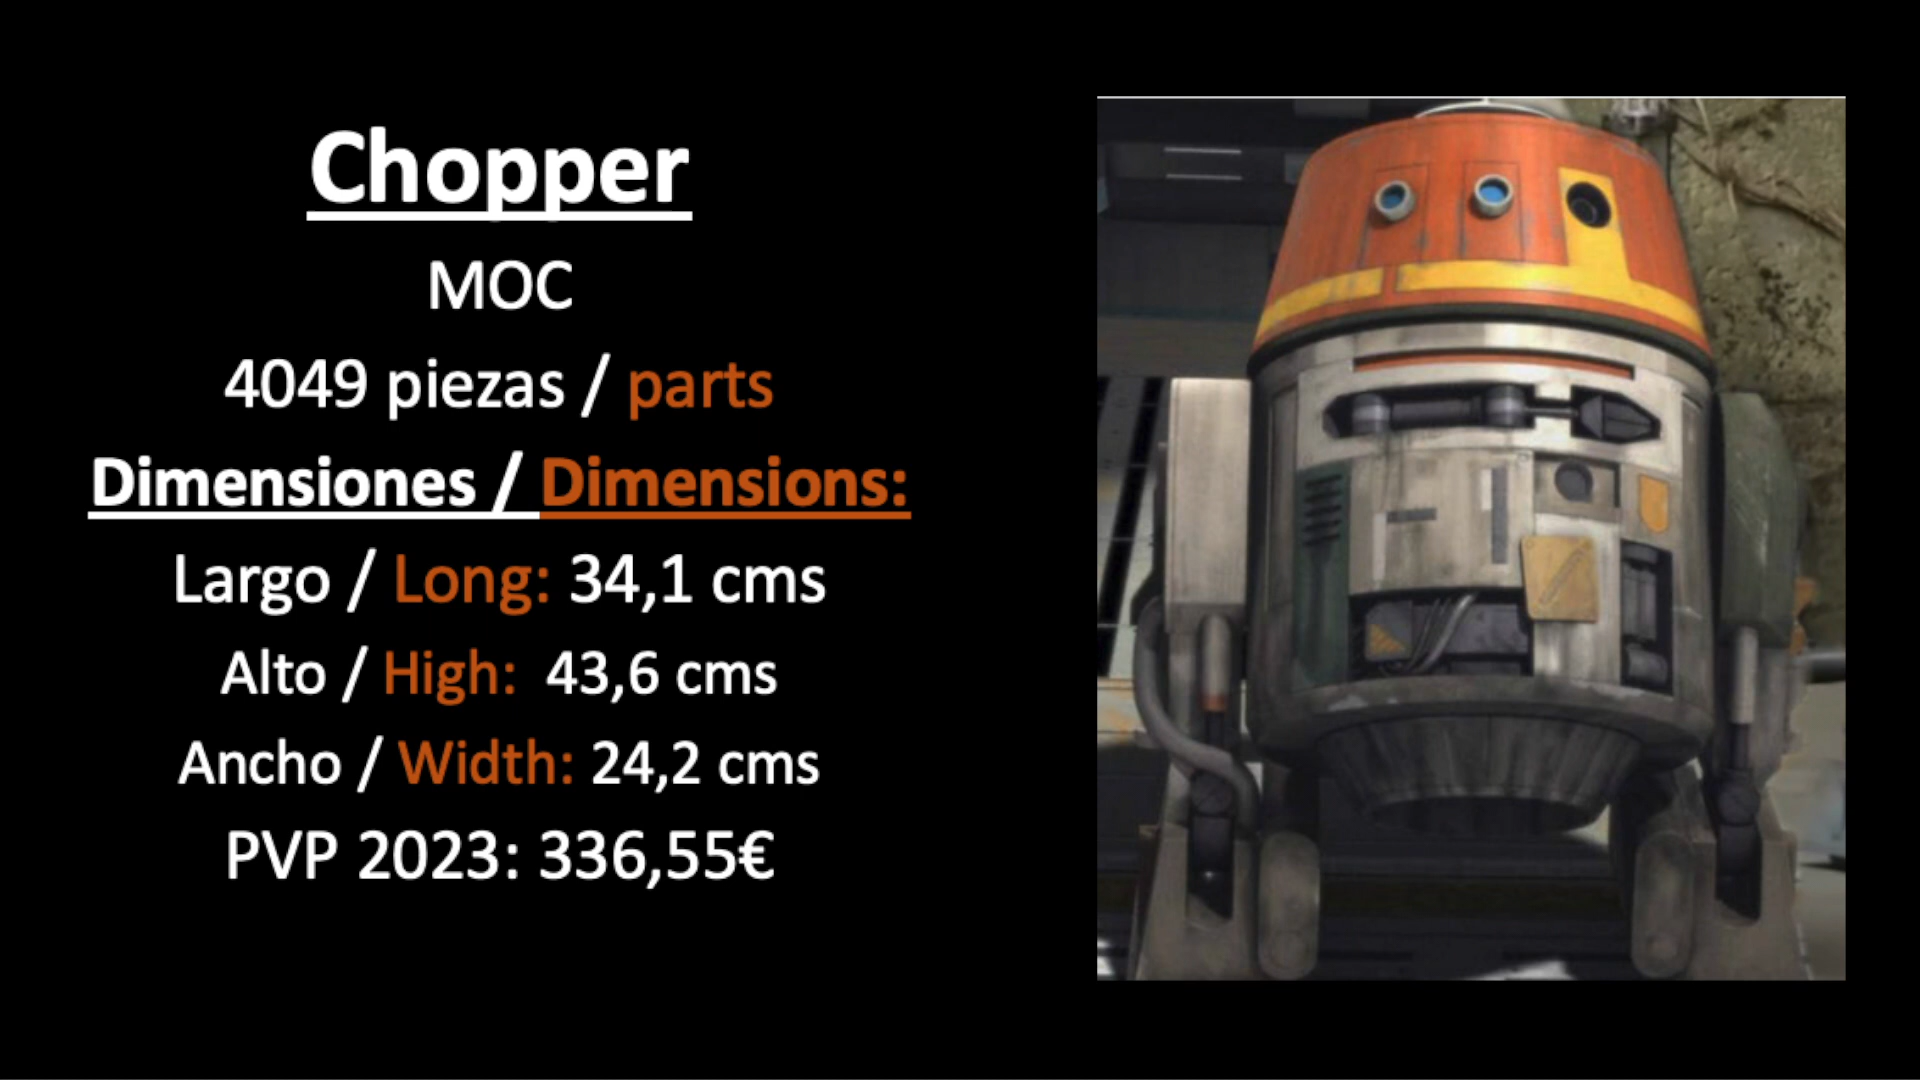 Chopper
MOC
4049 piezas / parts
Dimensiones / Dimensions:
Largo / Long: 34,1 cms
Alto / High:  43,6 cms
Ancho / Width: 24,2 cms
PVP 2023: 336,55€